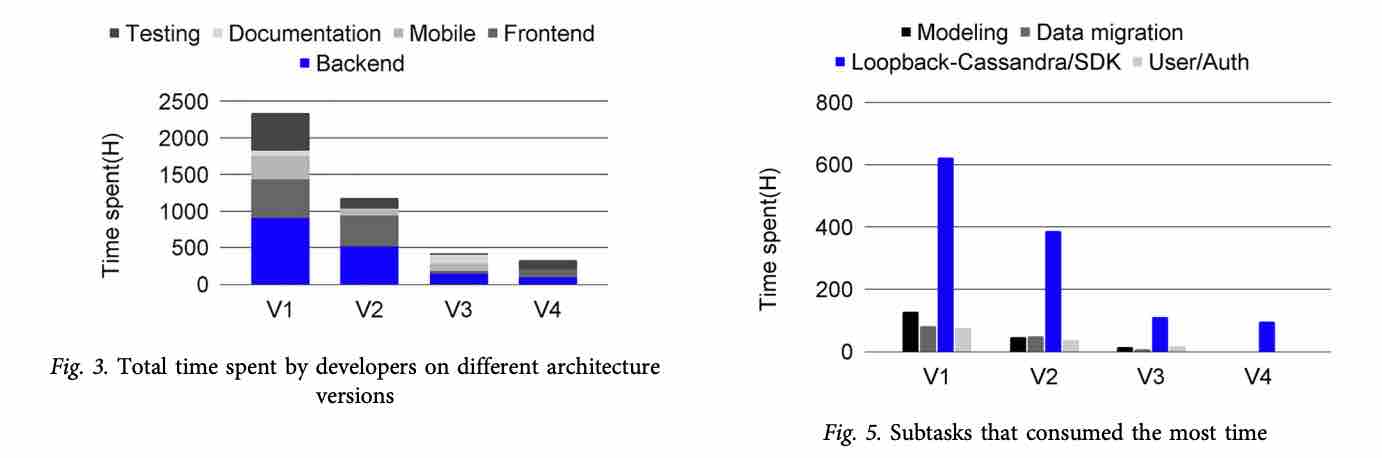 Testing Documentation Mobile Frontend
Backend
2500
2000
1500
1000
500
0
Time spent(H)
V1 V2 V3 V4
Fig. 3. Total time spent by developers on different architecture
versions
Modeling Data migration
Loopback-Cassandra/SDK User/Auth
800
600
400
200
0
Time spent(H)
V1 V2 V3 V4
Fig. 5. Subtasks that consumed the most time